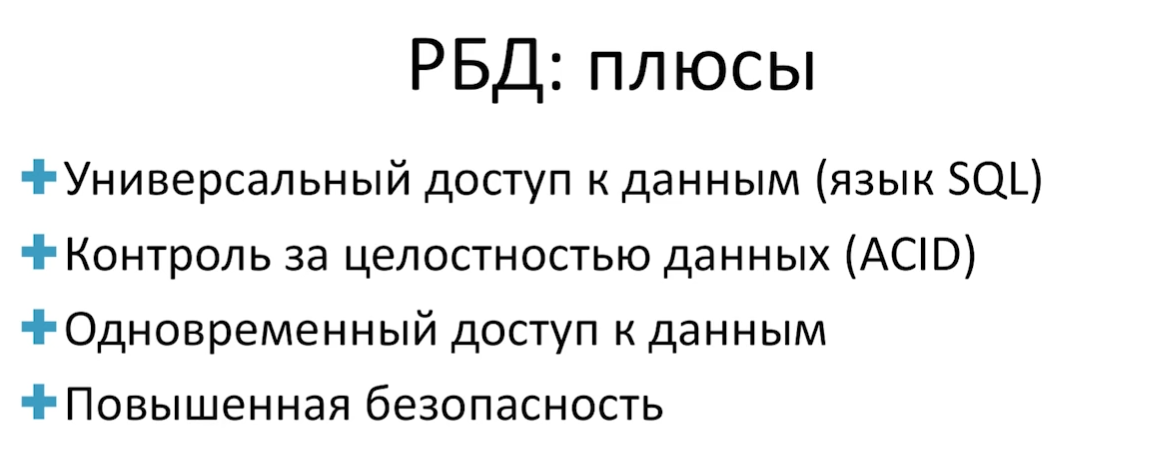 РБД: плюсы
Универсальный доступ к данным (язык SQL)
Контроль за целостностью данных (ACID)
Одновременный доступ к данным
Повышенная безопасность